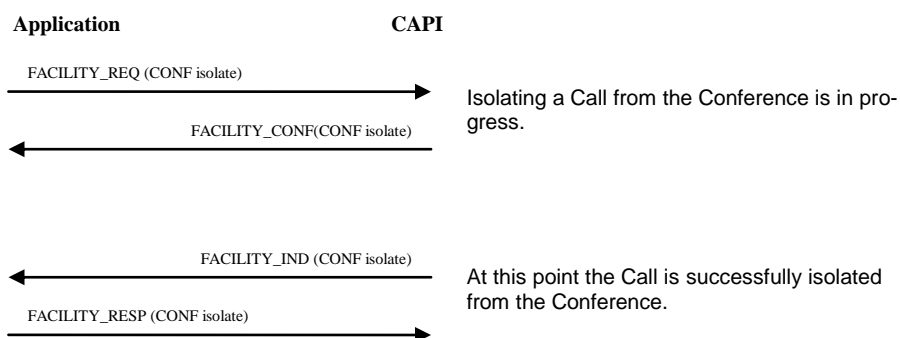 Application CAPI
FACILITY_REQ (CONF isolate)
Isolating a Call from the Conference is in pro-
gress.
FACILITY_CONF(CONF isolate)
FACILITY_IND (CONF isolate)
At this point the Call is successfully isolated
from the Conference.
FACILITY_RESP (CONF isolate)